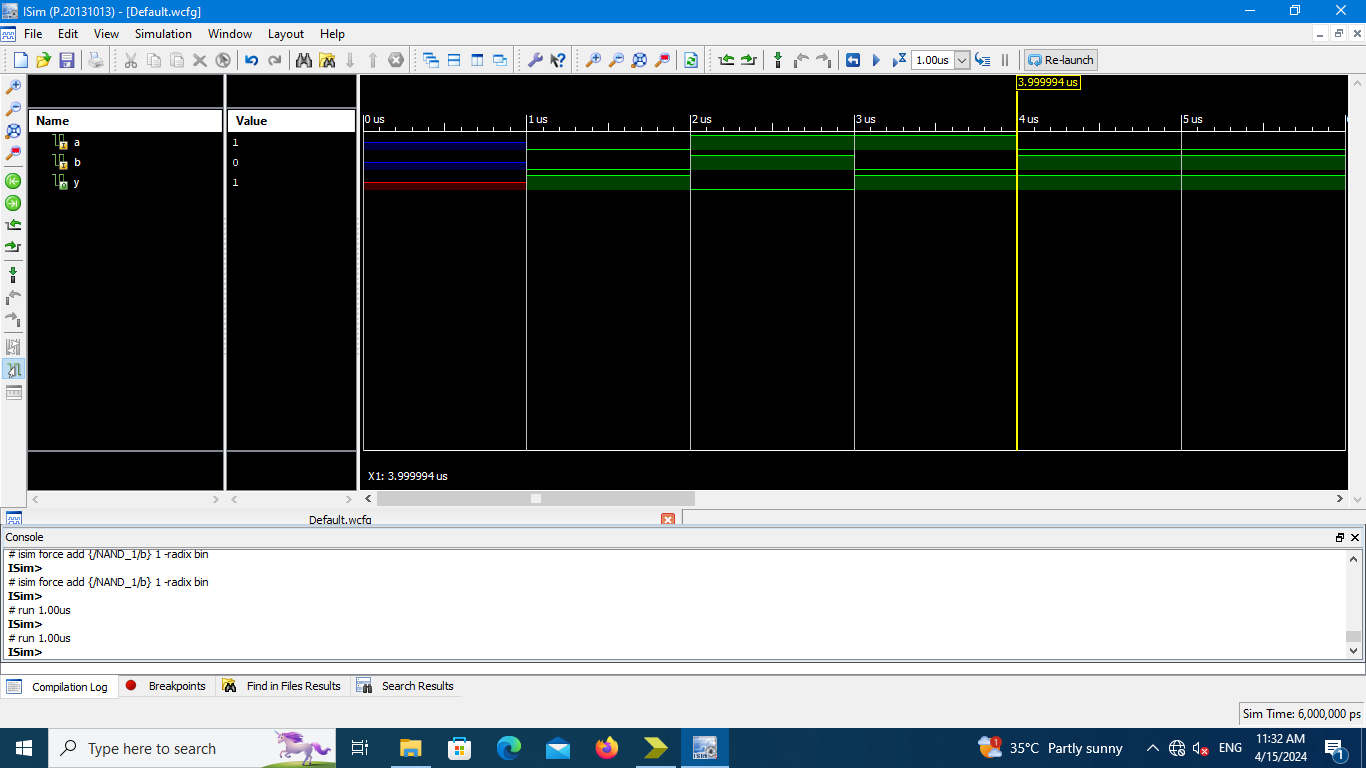 ISim (P.20131013) - [Default.wcfg]
File Edit View Simulation Window Layout Help
1.00us Re-launch
3.999994 us
Name Value
0 us 1 us 2 us 3 us 4 us 5 us
a 1
b 0
y 1
X1: 3.999994 us
Default.wcfg
Console
# isim force add {/NAND_1/b} 1 -radix bin
ISim>
# isim force add {/NAND_1/b} 1 -radix bin
ISim>
# run 1.00us
ISim>
# run 1.00us
ISim>
Compilation Log Breakpoints Find in Files Results Search Results
Sim Time: 6,000,000 ps
Type here to search
1 35°C Partly sunny ENG 11:32 AM
4/15/2024 1